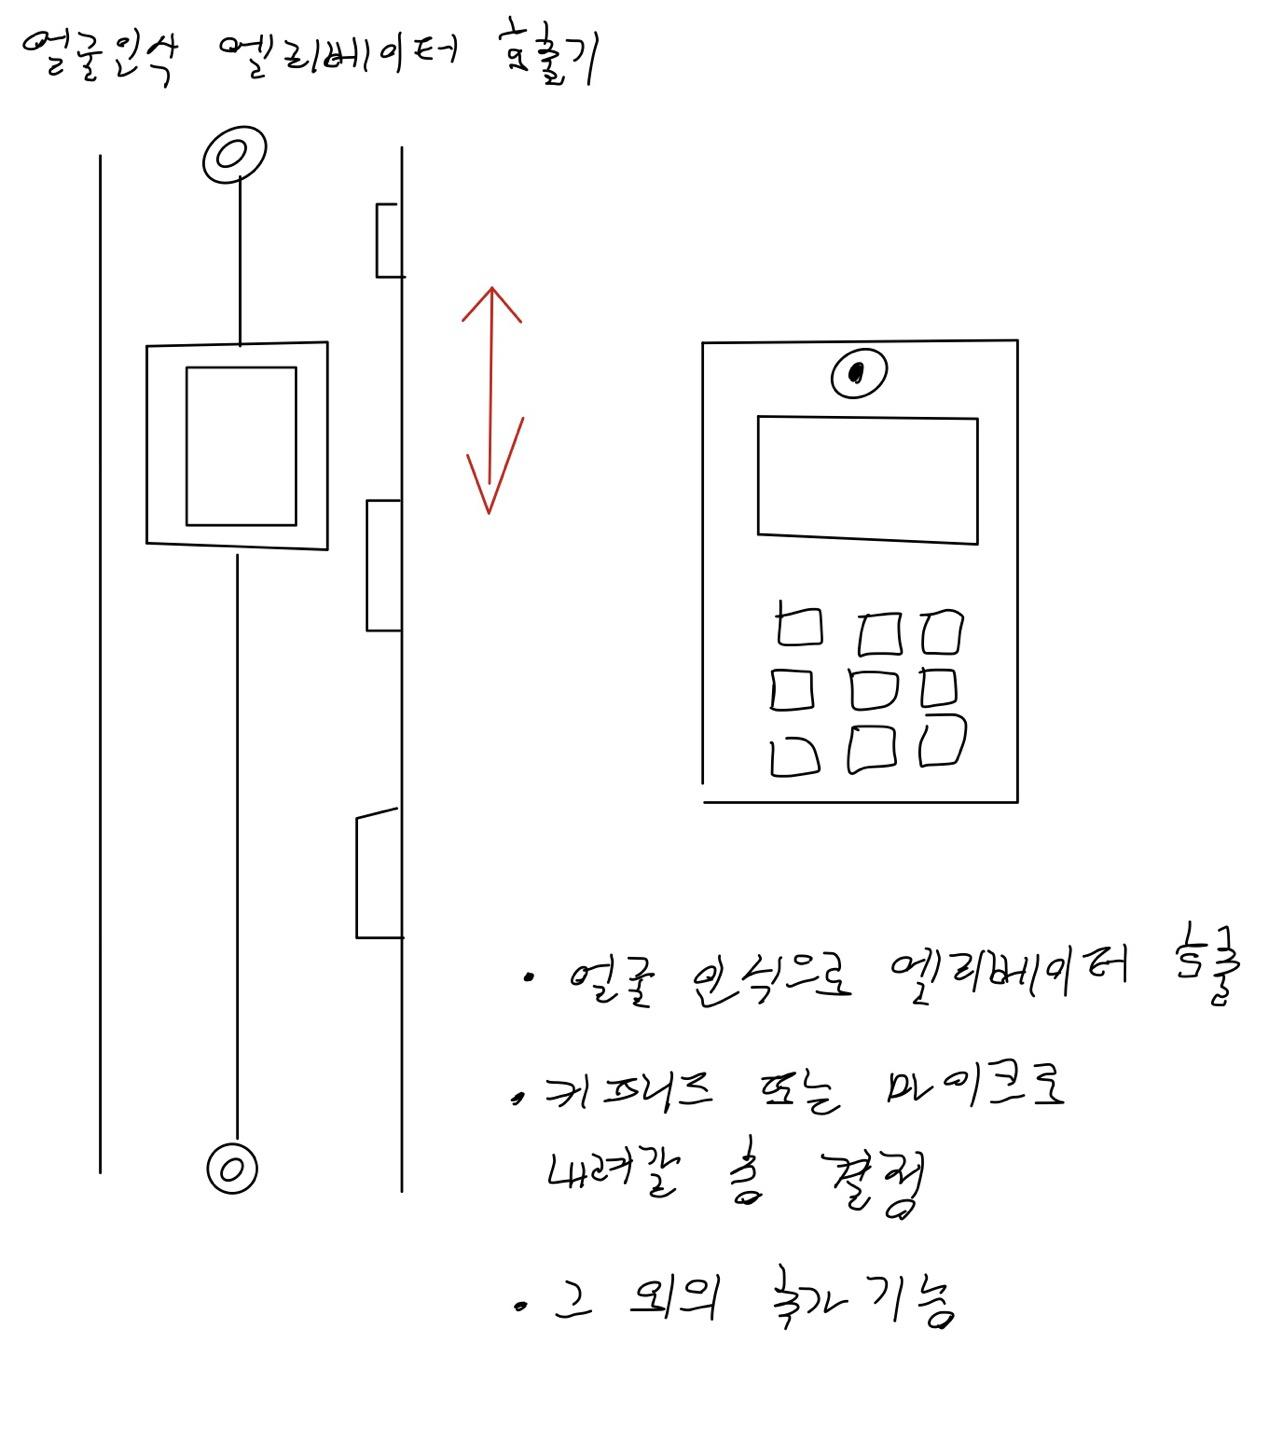 얼굴인식 엘리베이터 호출기
· 얼굴 인식으로 엘리베이터 호출
· 키패드 또는 마이크로
내려갈 층 결정
· 그 외의 추가 기능